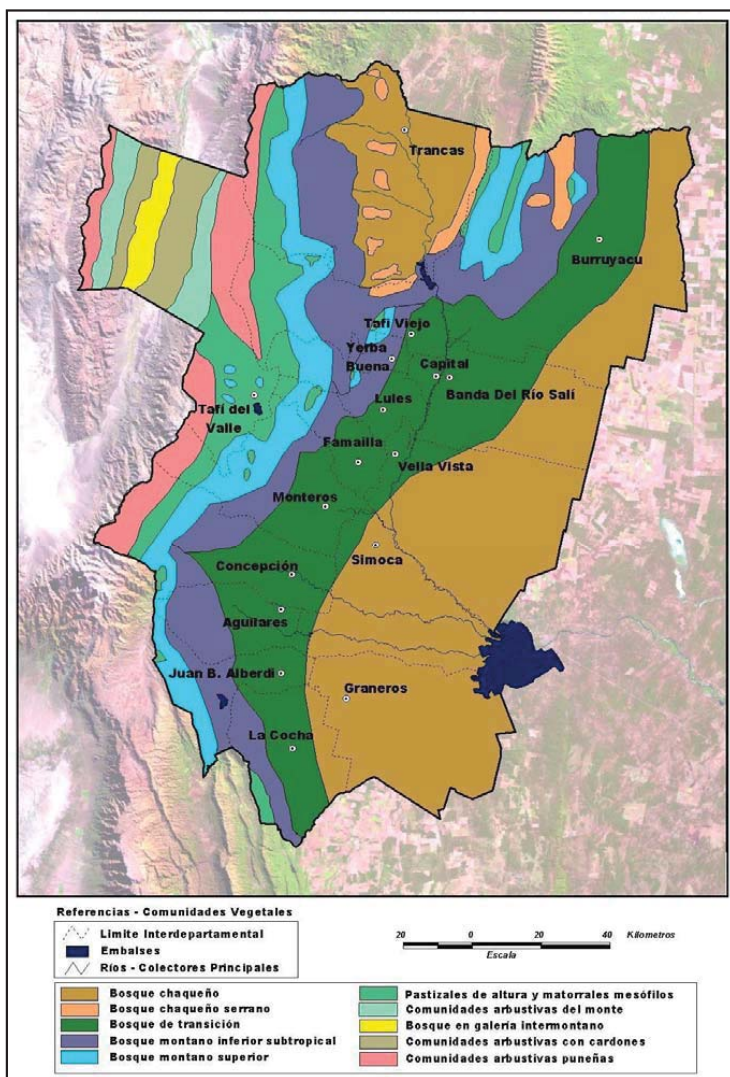 Trancas
Burruyacu
Tafi Viejo
Yerba
Buena
Capital
Banda Del Río Salí
Lules
Tafí del
Valle
Famailla
Vella Vista
Monteros
Simoca
Concepción
Aguilares
Juan B. Alberdi
Graneros
La Cocha
Referencias - Comunidades Vegetales
Limite Interdepartamental
Embalses
Ríos - Colectores Principales
20 0 20 40 Kilometros
Escala
Bosque chaqueño
Bosque chaqueño serrano
Bosque de transición
Bosque montano inferior subtropical
Bosque montano superior
Pastizales de altura y matorrales mesófilos
Comunidades arbustivas del monte
Bosque en galería intermontano
Comunidades arbustivas con cardones
Comunidades arbustivas puneñas